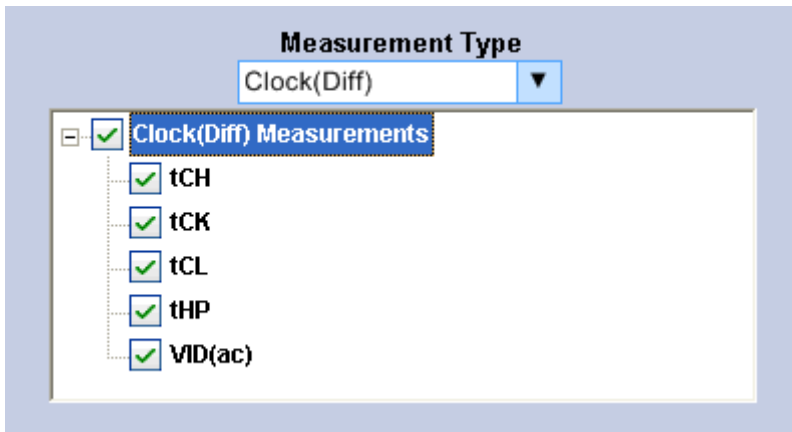 Measurement Type
Clock(Diff)
Clock(Diff) Measurements
tCH
tCK
tCL
tHP
VID(ac)